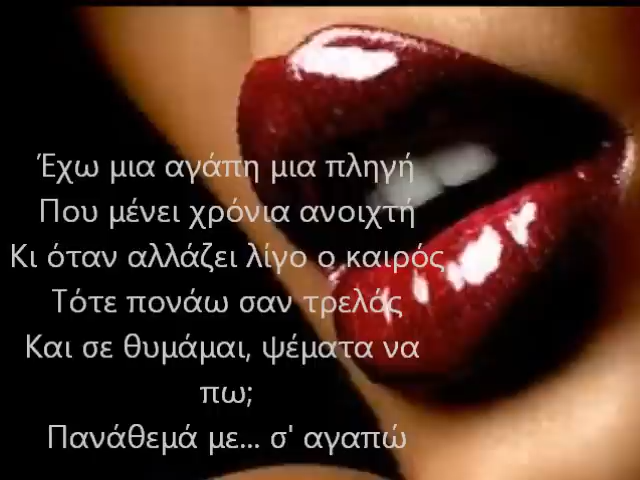 Έχω μια αγάπη μια πληγή
Που μένει χρόνια ανοιχτή
Κι όταν αλλάζει λίγο ο καιρός
Τότε πονάω σαν τρελός
Και σε θυμάμαι, ψέματα να
πω;
Πανάθεμά με... σ' αγαπώ